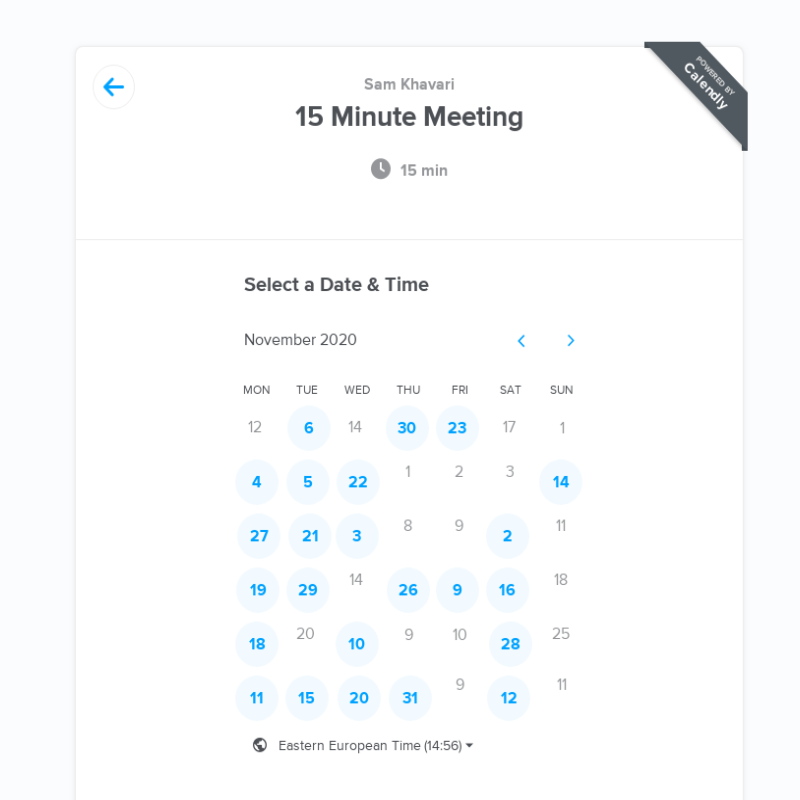 Sam Khavari
POWERED BY
Calendly
15 Minute Meeting
15 min
Select a Date & Time
November 2020
MON TUE WED THU FRI SAT SUN
12 6 14 30 23 17 1
4 5 22 1 2 3 14
27 21 3 8 9 2 11
19 29 14 26 9 16 18
18 20 10 9 10 28 25
11 15 20 31 9 12 11
Eastern European Time (14:56)